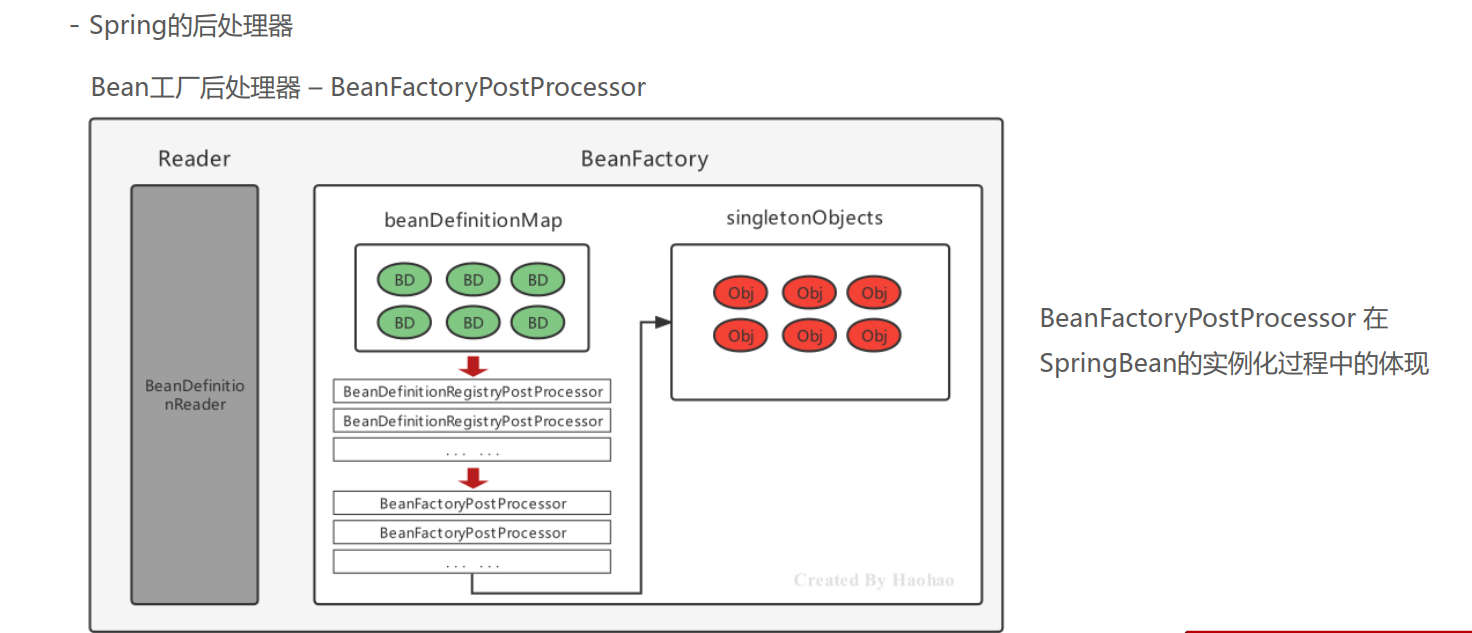 - Spring的后处理器
Bean工厂后处理器 – BeanFactoryPostProcessor
Reader
BeanFactory
BeanDefinitio
nReader
beanDefinitionMap
BD BD BD
BD BD BD
BeanDefinitionRegistryPostProcessor
BeanDefinitionRegistryPostProcessor
... ...
BeanFactoryPostProcessor
BeanFactoryPostProcessor
... ...
singletonObjects
Obj Obj Obj
Obj Obj Obj
Created By Haohao
BeanFactoryPostProcessor 在
SpringBean的实例化过程中的体现